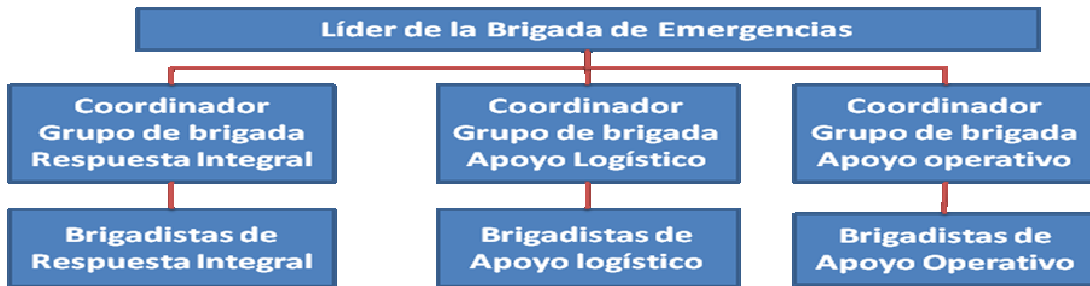 Líder de la Brigada de Emergencias
Coordinador
Grupo de brigada
Respuesta Integral
Coordinador
Grupo de brigada
Apoyo Logístico
Coordinador
Grupo de brigada
Apoyo operativo
Brigadistas de
Respuesta Integral
Brigadistas de
Apoyo logístico
Brigadistas de
Apoyo Operativo